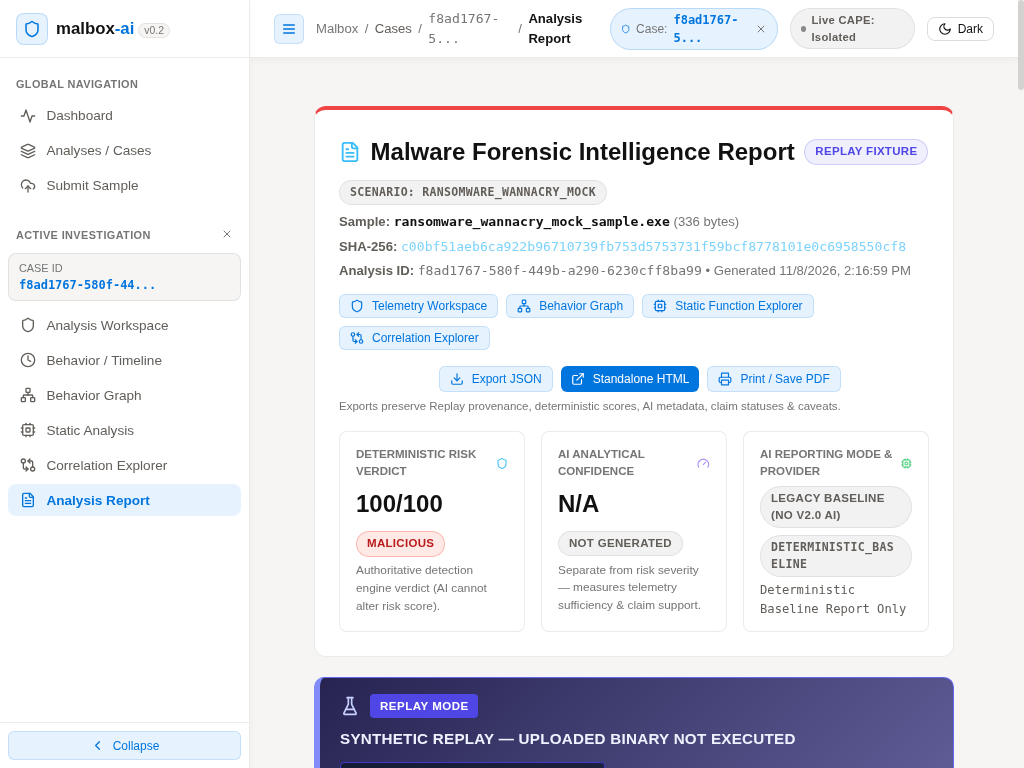 malbox-ai v0.2
GLOBAL NAVIGATION
Dashboard
Analyses / Cases
Submit Sample
ACTIVE INVESTIGATION
CASE ID
f8ad1767-580f-44...
Analysis Workspace
Behavior / Timeline
Behavior Graph
Static Analysis
Correlation Explorer
Analysis Report
Collapse
Malbox / Cases / f8ad1767-5... / Analysis Report
Case: f8ad1767-5...
Live CAPE: Isolated
Dark
Malware Forensic Intelligence Report
REPLAY FIXTURE
SCENARIO: RANSOMWARE_WANNACRY_MOCK
Sample: ransomware_wannacry_mock_sample.exe (336 bytes)
SHA-256: c00bf51aeb6ca922b96710739fb753d5753731f59bcf8778101e0c6958550cf8
Analysis ID: f8ad1767-580f-449b-a290-6230cff8ba99 • Generated 11/8/2026, 2:16:59 PM
Telemetry Workspace
Behavior Graph
Static Function Explorer
Correlation Explorer
Export JSON
Standalone HTML
Print / Save PDF
Exports preserve Replay provenance, deterministic scores, AI metadata, claim statuses & caveats.
DETERMINISTIC RISK
VERDICT
100/100
MALICIOUS
Authoritative detection
engine verdict (AI cannot
alter risk score).
AI ANALYTICAL
CONFIDENCE
N/A
NOT GENERATED
Separate from risk severity
— measures telemetry
sufficiency & claim support.
AI REPORTING MODE &
PROVIDER
LEGACY BASELINE
(NO V2.0 AI)
DETERMINISTIC_BAS
ELINE
Deterministic
Baseline Report Only
REPLAY MODE
SYNTHETIC REPLAY — UPLOADED BINARY NOT EXECUTED